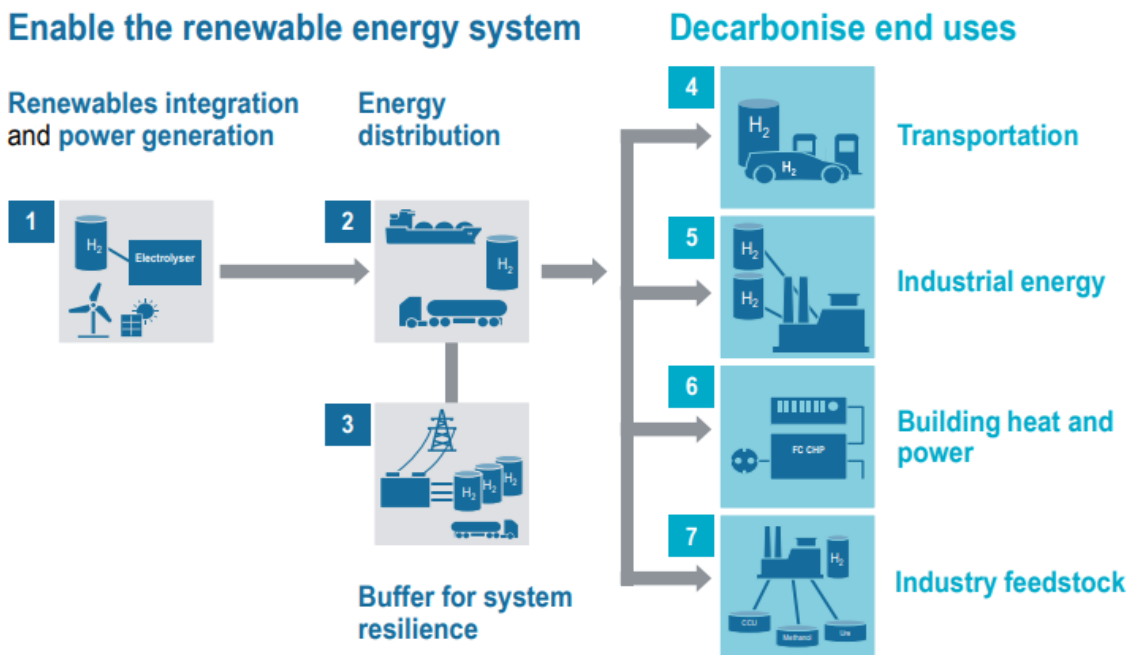 Enable the renewable energy system
Decarbonise end uses
Renewables integration
and power generation
Energy
distribution
1
H₂
Electrolyser
2
H₂
3
H₂
H₂
H₂
Buffer for system
resilience
4
H₂
H₂
Transportation
5
H₂
H₂
Industrial energy
6
FC CHP
Building heat and
power
7
H₂
CCU
Methanol
Ure
Industry feedstock